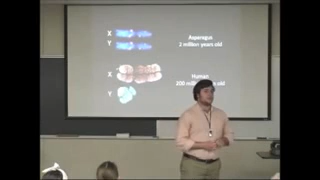 X
Y
Asparagus
2 million years old
X
Y
Human
200 million years old